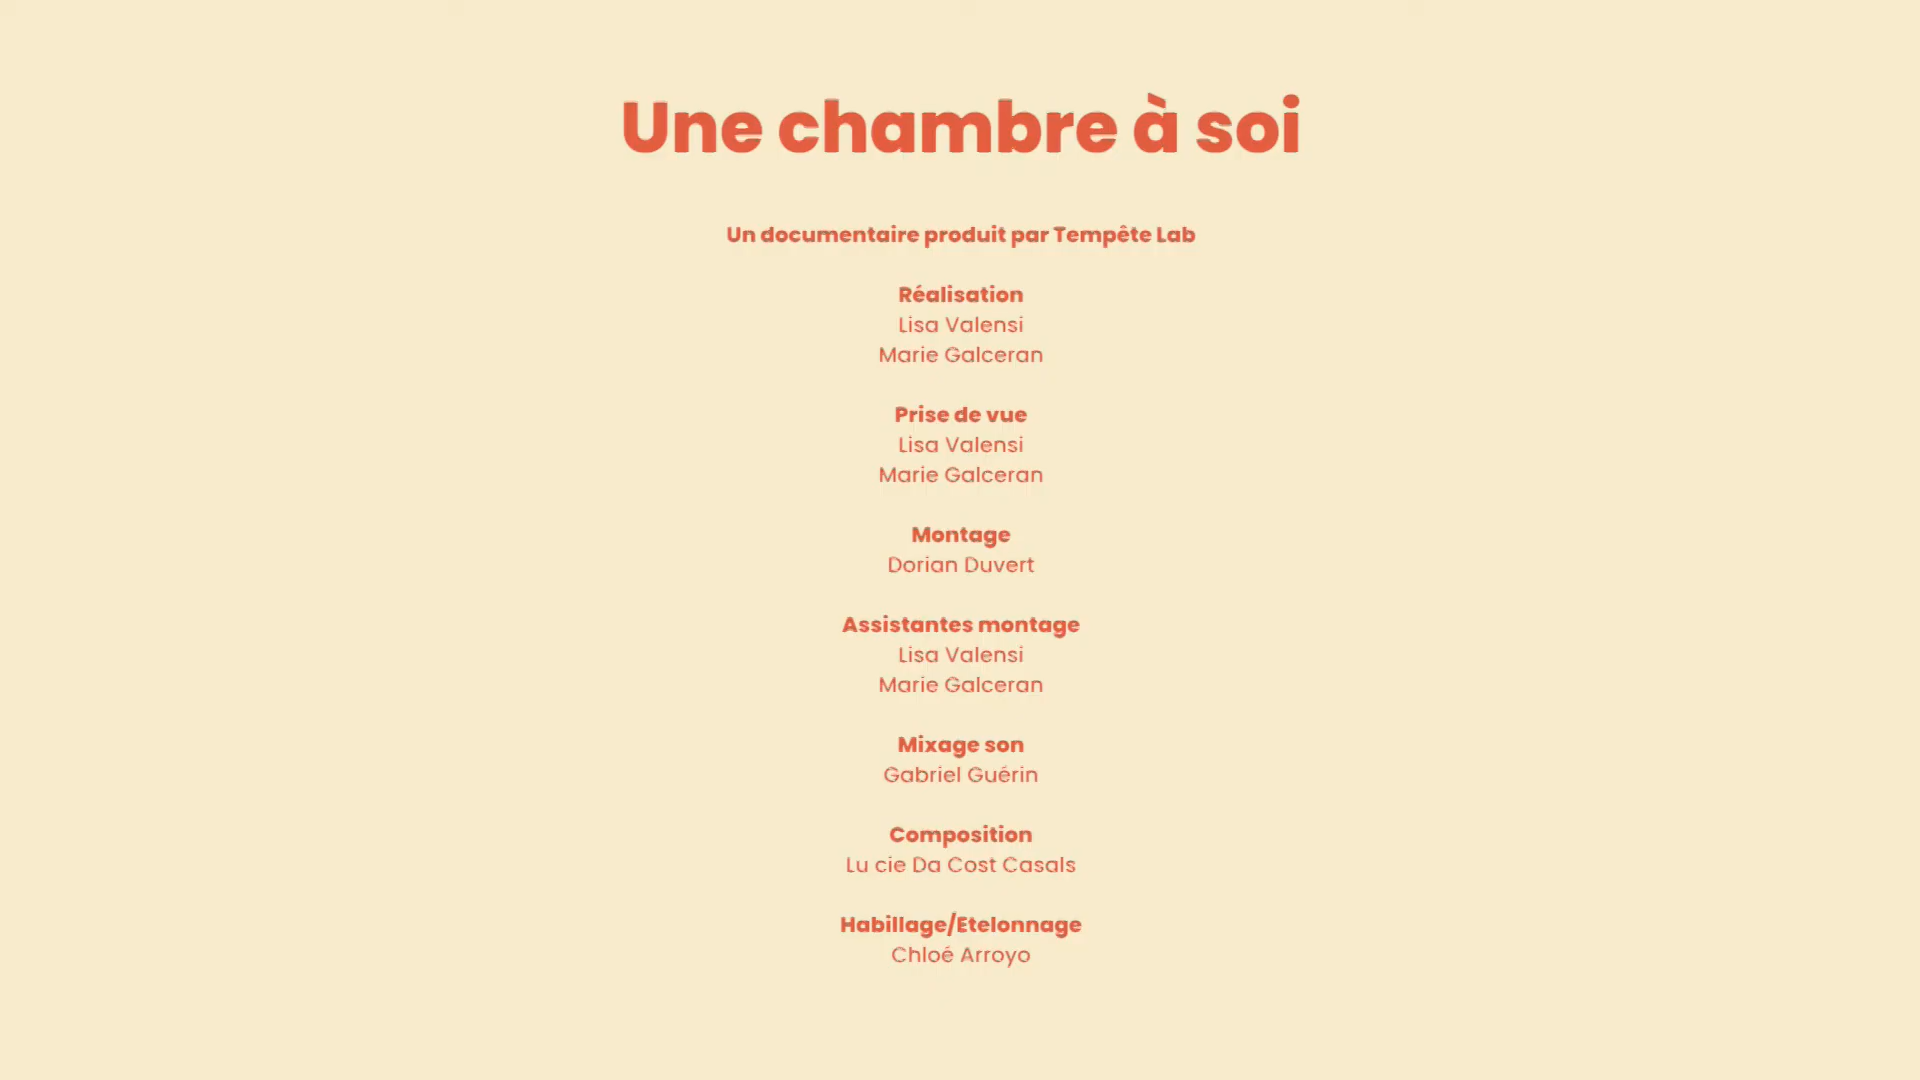 Une chambre à soi
Un documentaire produit par Tempête Lab
Réalisation
Lisa Valensi
Marie Galceran
Prise de vue
Lisa Valensi
Marie Galceran
Montage
Dorian Duvert
Assistantes montage
Lisa Valensi
Marie Galceran
Mixage son
Gabriel Guérin
Composition
Lu cie Da Cost Casals
Habillage/Etelonnage
Chloé Arroyo